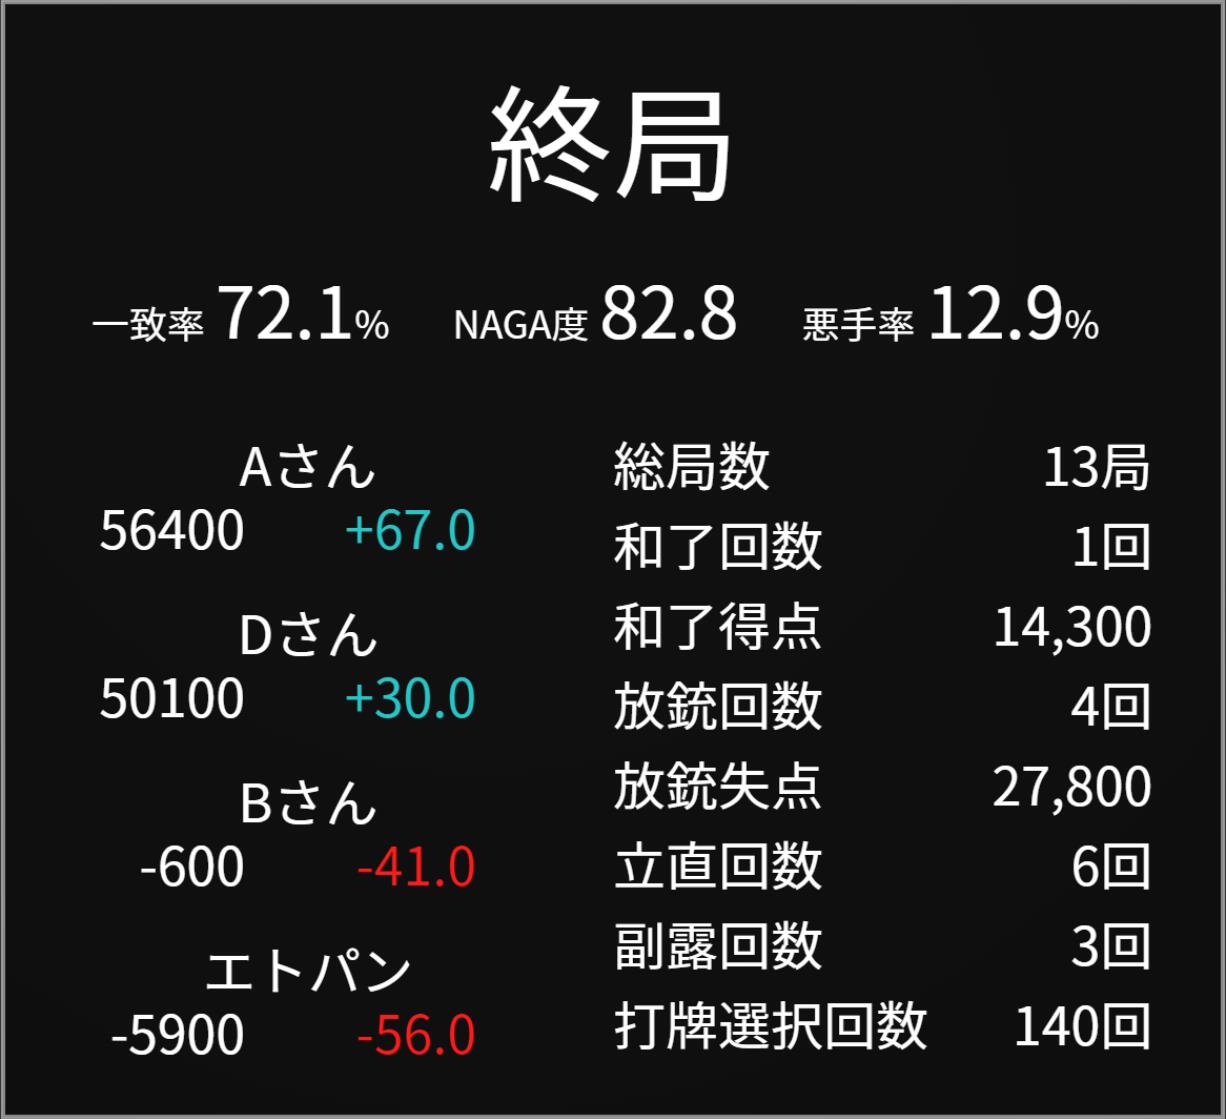 終局
一致率 72.1% NAGA度 82.8 悪手率 12.9%
Aさん
56400 +67.0
Dさん
50100 +30.0
Bさん
-600 -41.0
エトパン
-5900 -56.0
総局数 13局
和了回数 1回
和了得点 14,300
放銃回数 4回
放銃失点 27,800
立直回数 6回
副露回数 3回
打牌選択回数 140回